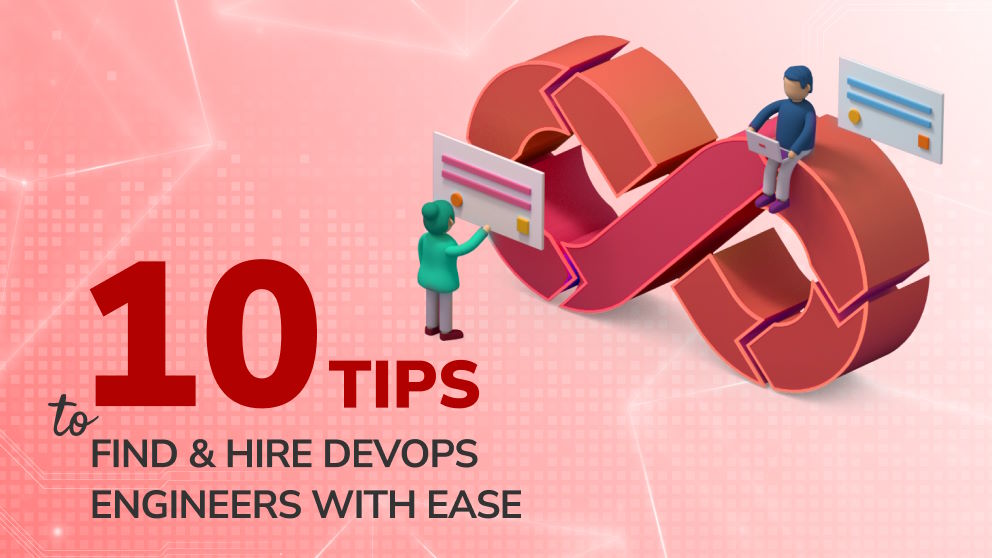 10 TIPS
to
FIND & HIRE DEVOPS
ENGINEERS WITH EASE